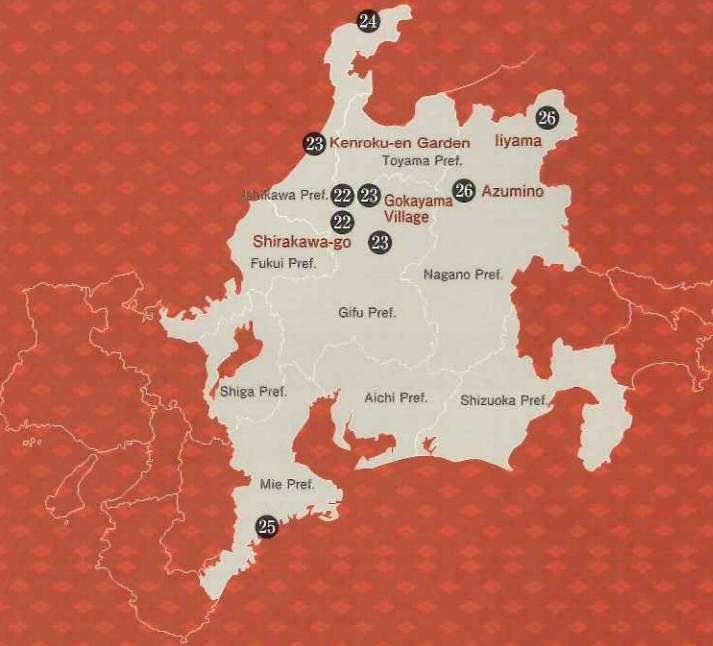 24
26
23 Kenroku-en Garden
Iiyama
Toyama Pref.
Ishikawa Pref. 22 23 Gokayama
Village
26 Azumino
22
Shirakawa-go
23
Fukui Pref.
Nagano Pref.
Gifu Pref.
Shiga Pref.
Aichi Pref.
Shizuoka Pref.
Mie Pref.
25